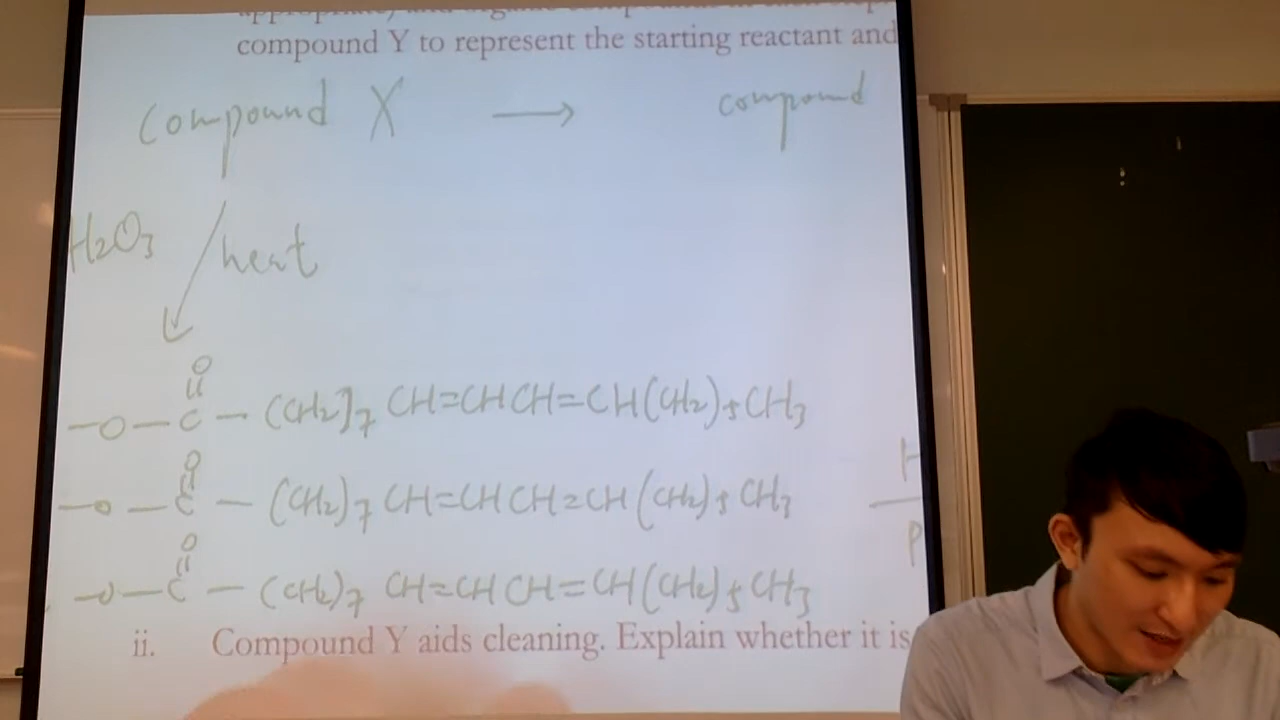 compound Y to represent the starting reactant and
compound X → compound
H2O3 / heat
O
-O-C-(CH2]7 CH=CHCH=CH(CH2)5CH3
O
-O-C-(CH2)7 CH=CHCH=CH(CH2)5CH3
O
-O-C-(CH2)7 CH=CHCH=CH(CH2)5CH3
ii. Compound Y aids cleaning. Explain whether it is